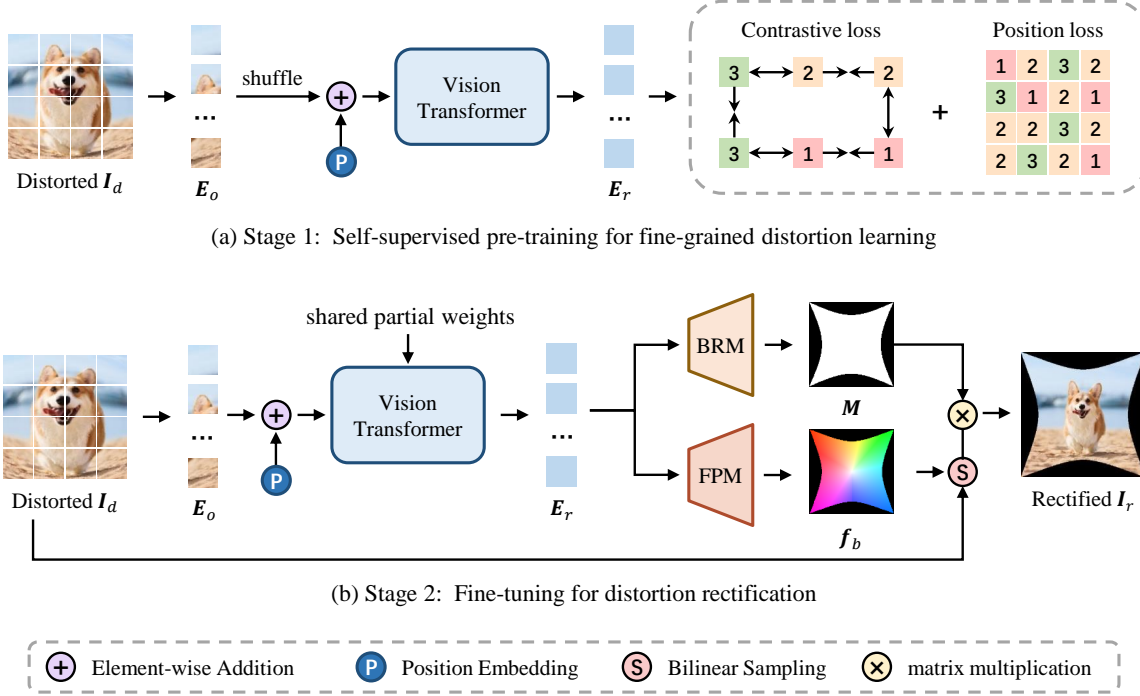 Contrastive loss
Position loss
shuffle
+
P
Vision
Transformer
...
...
3 2 2
3 1 1
+
1 2 3 2
3 1 2 1
2 2 3 2
2 3 2 1
Distorted I_d
E_o
E_r
(a) Stage 1: Self-supervised pre-training for fine-grained distortion learning
shared partial weights
+
P
Vision
Transformer
...
...
BRM
M
×
FPM
S
f_b
Distorted I_d
E_o
E_r
Rectified I_r
(b) Stage 2: Fine-tuning for distortion rectification
+ Element-wise Addition
P Position Embedding
S Bilinear Sampling
× matrix multiplication